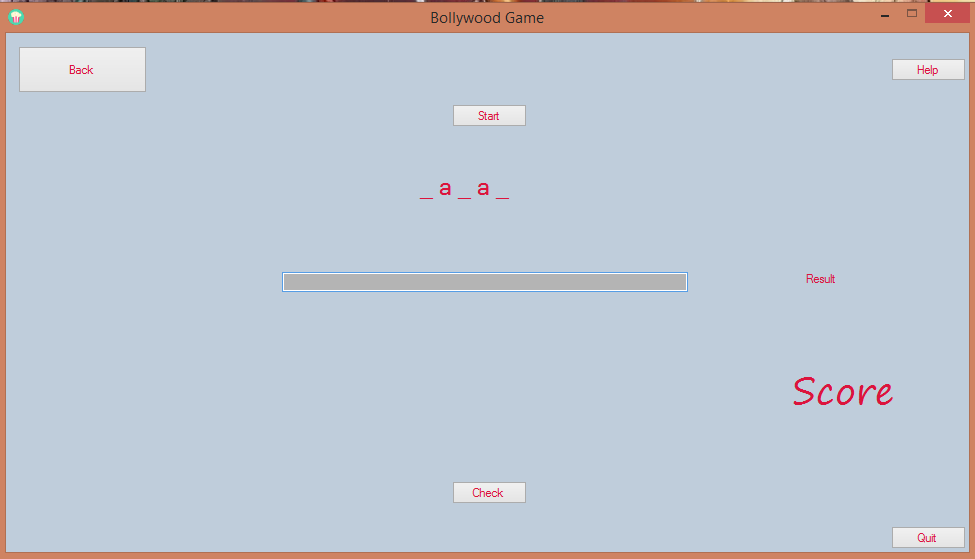 Bollywood Game
Back
Help
Start
_ a _ a _
Result
Score
Check
Quit